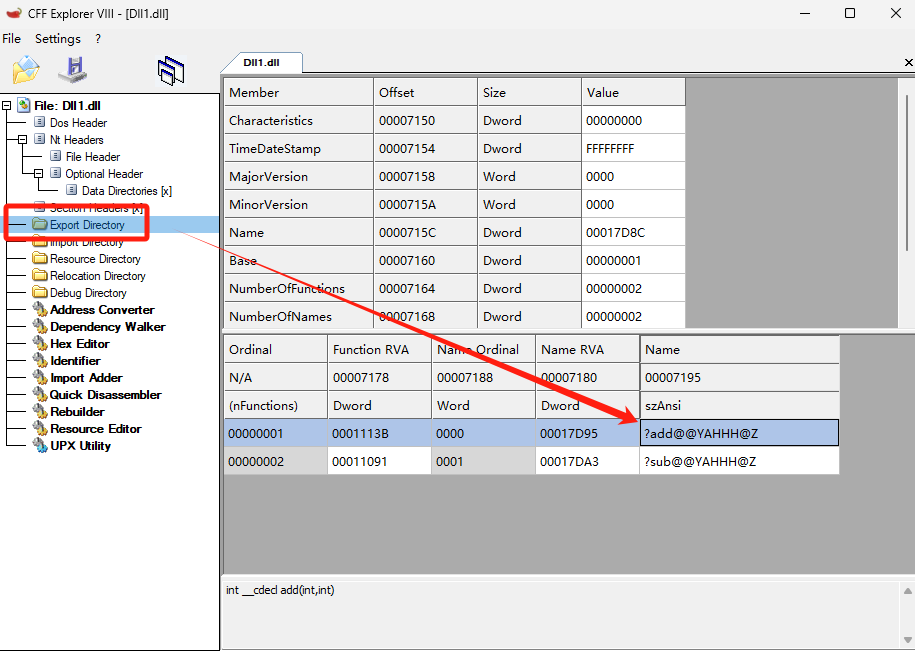 CFF Explorer VIII - [Dll1.dll]
File Settings ?
Dll1.dll
File: Dll1.dll
Dos Header
Nt Headers
File Header
Optional Header
Data Directories [x]
Section Headers [x]
Export Directory
Import Directory
Resource Directory
Relocation Directory
Debug Directory
Address Converter
Dependency Walker
Hex Editor
Identifier
Import Adder
Quick Disassembler
Rebuilder
Resource Editor
UPX Utility
Member Offset Size Value
Characteristics 00007150 Dword 00000000
TimeDateStamp 00007154 Dword FFFFFFFF
MajorVersion 00007158 Word 0000
MinorVersion 0000715A Word 0000
Name 0000715C Dword 00017D8C
Base 00007160 Dword 00000001
NumberOfFunctions 00007164 Dword 00000002
NumberOfNames 00007168 Dword 00000002
Ordinal Function RVA Name Ordinal Name RVA Name
N/A 00007178 00007188 00007180 00007195
(nFunctions) Dword Word Dword szAnsi
00000001 0001113B 0000 00017D95 ?add@@YAHHH@Z
00000002 00011091 0001 00017DA3 ?sub@@YAHHH@Z
int __cdecl add(int,int)